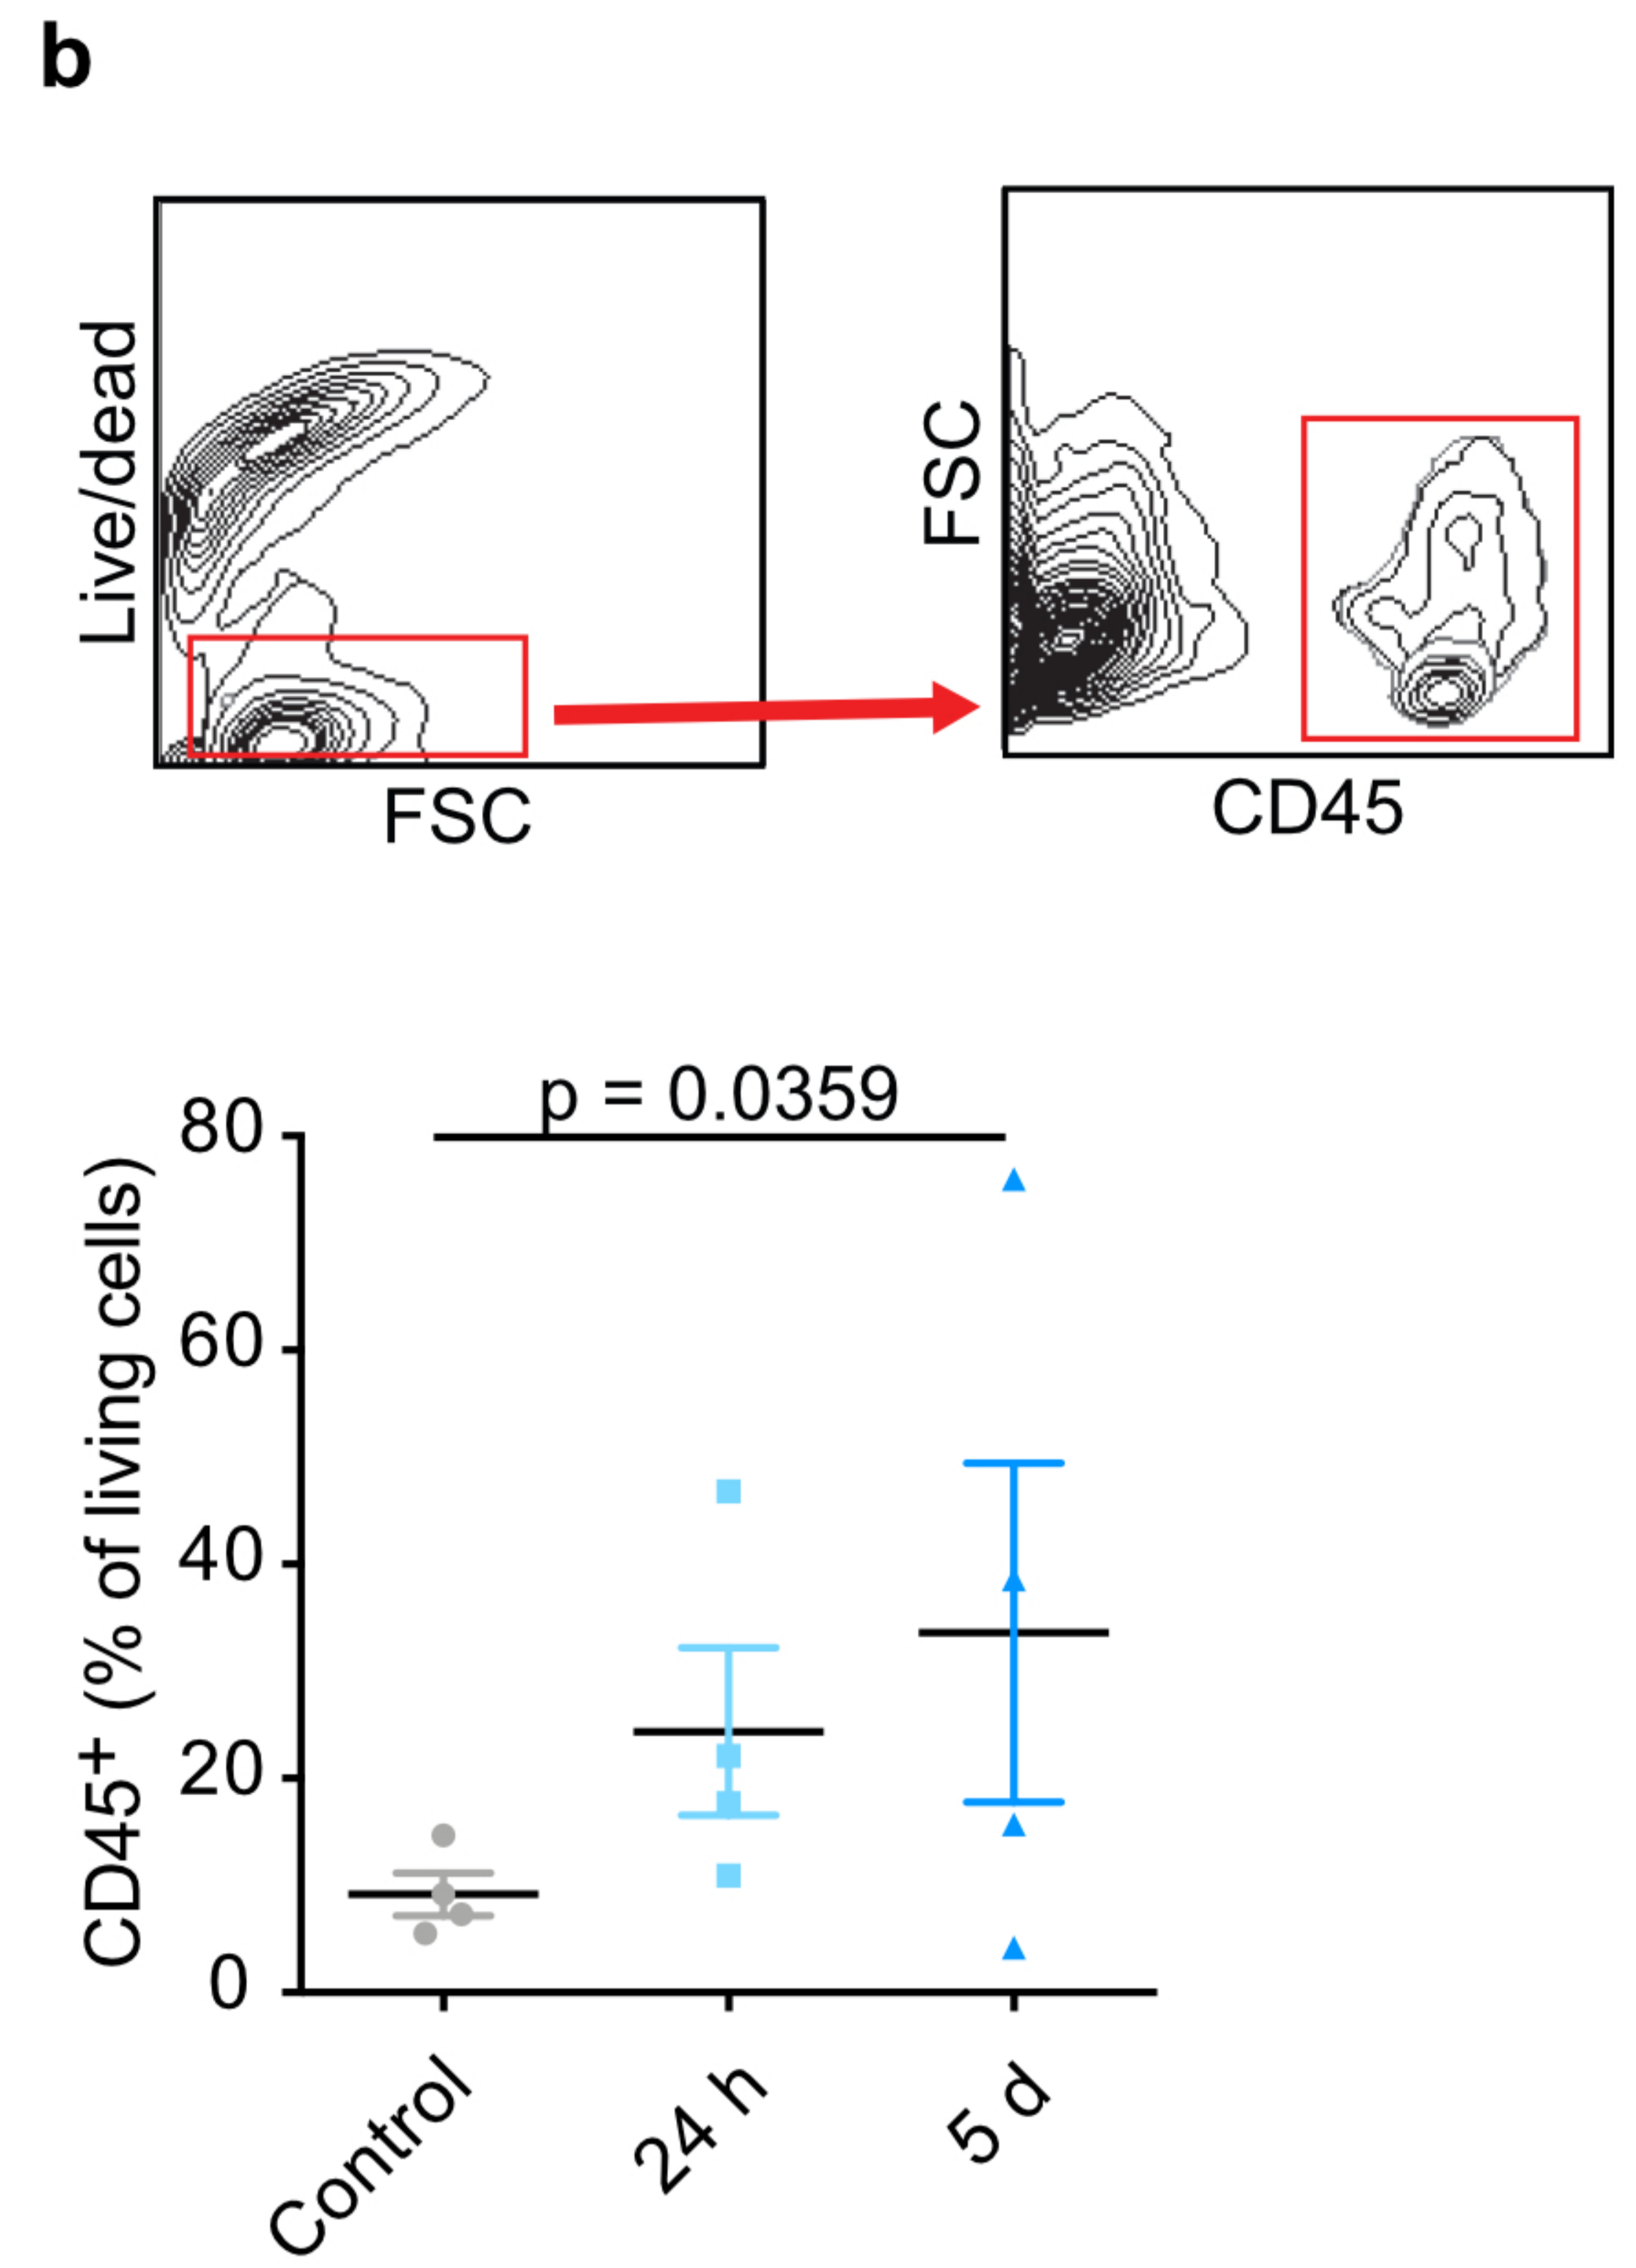 b
Live/dead
FSC
FSC
CD45
p = 0.0359
CD45⁺ (% of living cells)
80
60
40
20
0
Control
24 h
5 d